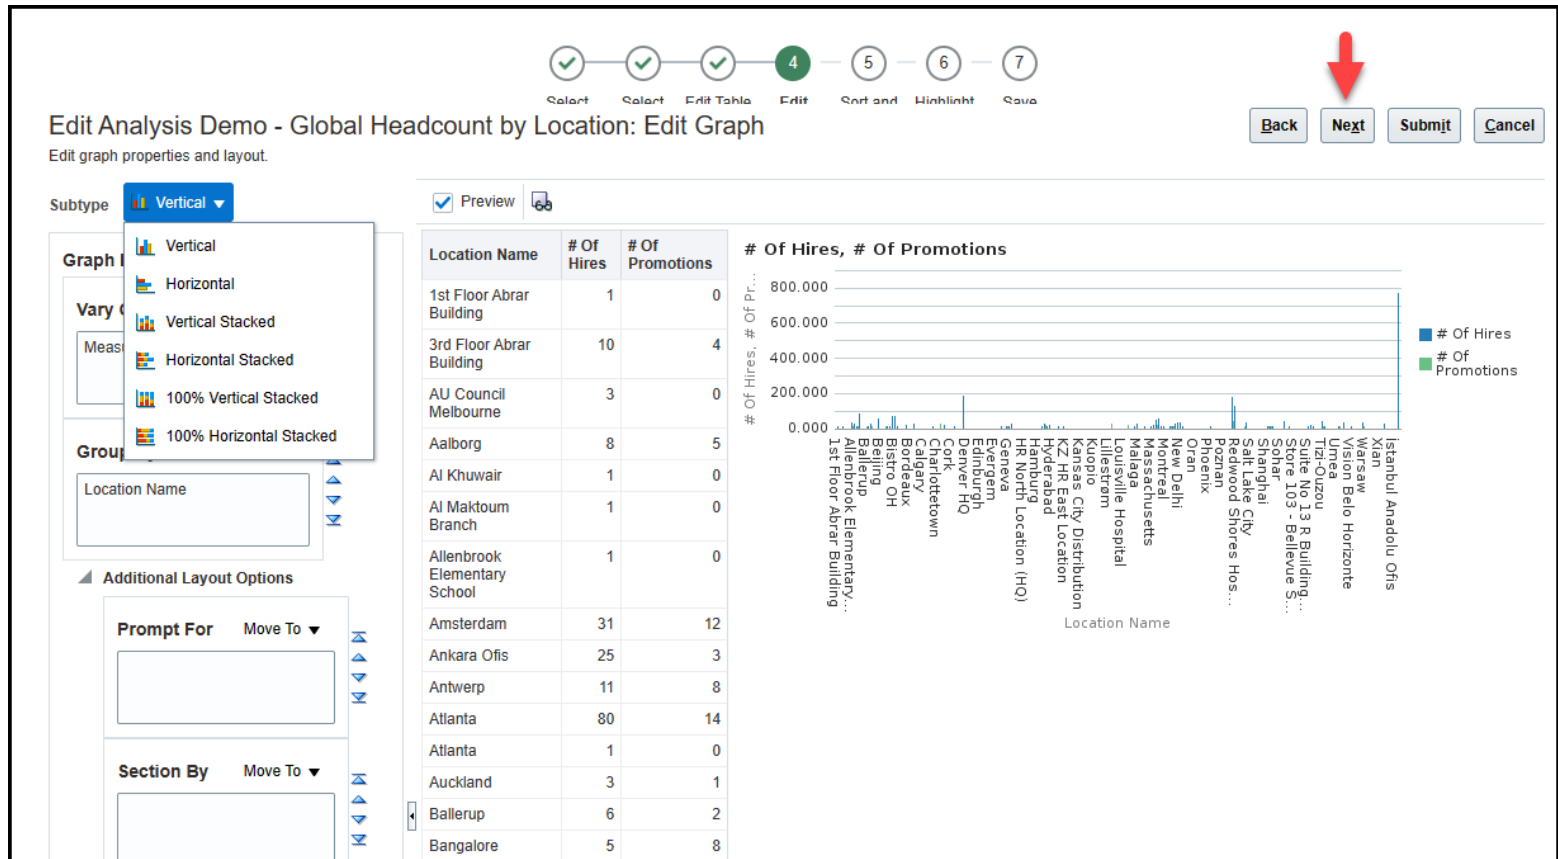 4
5
6
7
Select
Select
Edit Table
Edit
Sort and
Highlight
Save
Edit Analysis Demo - Global Headcount by Location: Edit Graph
Back
Next
Submit
Cancel
Edit graph properties and layout.
Subtype
Vertical
Preview
Vertical
Horizontal
Vertical Stacked
Horizontal Stacked
100% Vertical Stacked
100% Horizontal Stacked
Graph
Vary
Location Name
Additional Layout Options
Prompt For
Move To
Section By
Move To
Location Name
# Of Hires
# Of Promotions
1st Floor Abrar Building
1
0
3rd Floor Abrar Building
10
4
AU Council Melbourne
3
0
Aalborg
8
5
Al Khuwair
1
0
Al Maktoum Branch
1
0
Allenbrook Elementary School
1
0
Amsterdam
31
12
Ankara Ofis
25
3
Antwerp
11
8
Atlanta
80
14
Atlanta
1
0
Auckland
3
1
Ballerup
6
2
Bangalore
5
8
# Of Hires, # Of Promotions
# Of Hires, # Of Pr...
800.000
600.000
400.000
200.000
0.000
1st Floor Abrar Building
Allenbrook Elementary...
Ballerup
Beijing
Bistro OH
Bordeaux
Calgary
Charlottetown
Cork
Denver HQ
Edinburgh
Evergem
Geneva
HR North Location (HQ)
Hamburg
Hyderabad
KZ HR East Location
Kansas City Distribution
Kuopio
Lillestrøm
Louisville Hospital
Malaga
Massachusetts
Montreal
New Delhi
Oran
Phoenix
Poznan
Redwood Shores Hos...
Salt Lake City
Shanghai
Sohar
Store 103 - Bellevue S...
Suite No 13 R Building...
Tizi-Ouzou
Umea
Vision Belo Horizonte
Warsaw
Xian
İstanbul Anadolu Ofis
Location Name
# Of Hires
# Of
Promotions